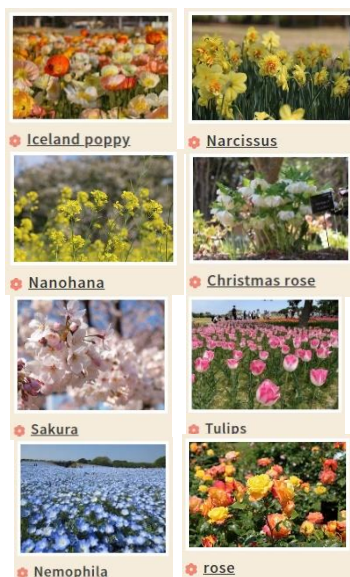 Iceland poppy
Narcissus
Nanohana
Christmas rose
Sakura
Tulips
Nemophila
rose